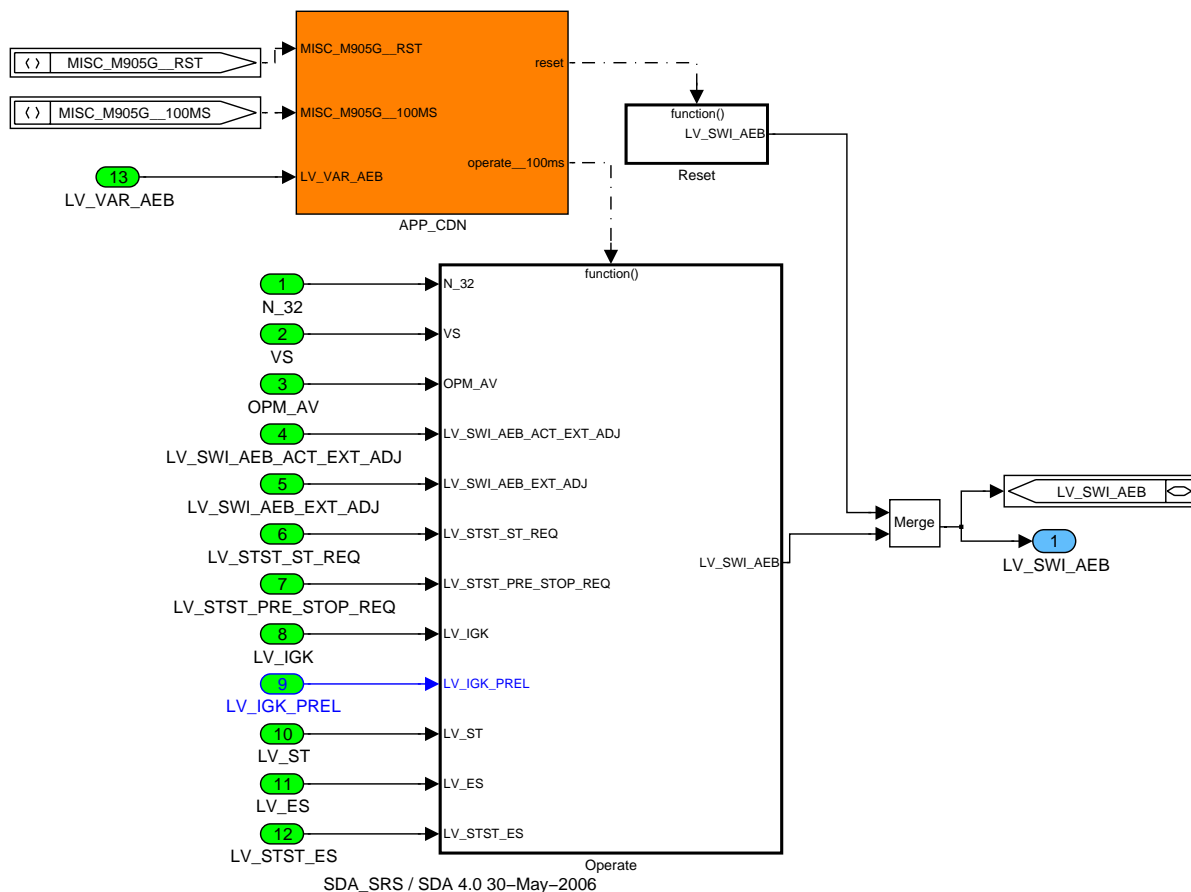 MISC_M905G__RST
MISC_M905G__RST
reset
MISC_M905G__100MS
MISC_M905G__100MS
function()
LV_SWI_AEB
Reset
operate__100ms
13
LV_VAR_AEB
LV_VAR_AEB
APP_CDN
function()
1
N_32
N_32
2
VS
VS
3
OPM_AV
OPM_AV
4
LV_SWI_AEB_ACT_EXT_ADJ
LV_SWI_AEB_ACT_EXT_ADJ
5
LV_SWI_AEB_EXT_ADJ
LV_SWI_AEB_EXT_ADJ
LV_SWI_AEB
6
LV_STST_ST_REQ
LV_STST_ST_REQ
Merge
1
LV_SWI_AEB
LV_SWI_AEB
7
LV_STST_PRE_STOP_REQ
LV_STST_PRE_STOP_REQ
8
LV_IGK
LV_IGK
9
LV_IGK_PREL
LV_IGK_PREL
10
LV_ST
LV_ST
11
LV_ES
LV_ES
12
LV_STST_ES
LV_STST_ES
Operate
SDA_SRS / SDA 4.0 30−May−2006